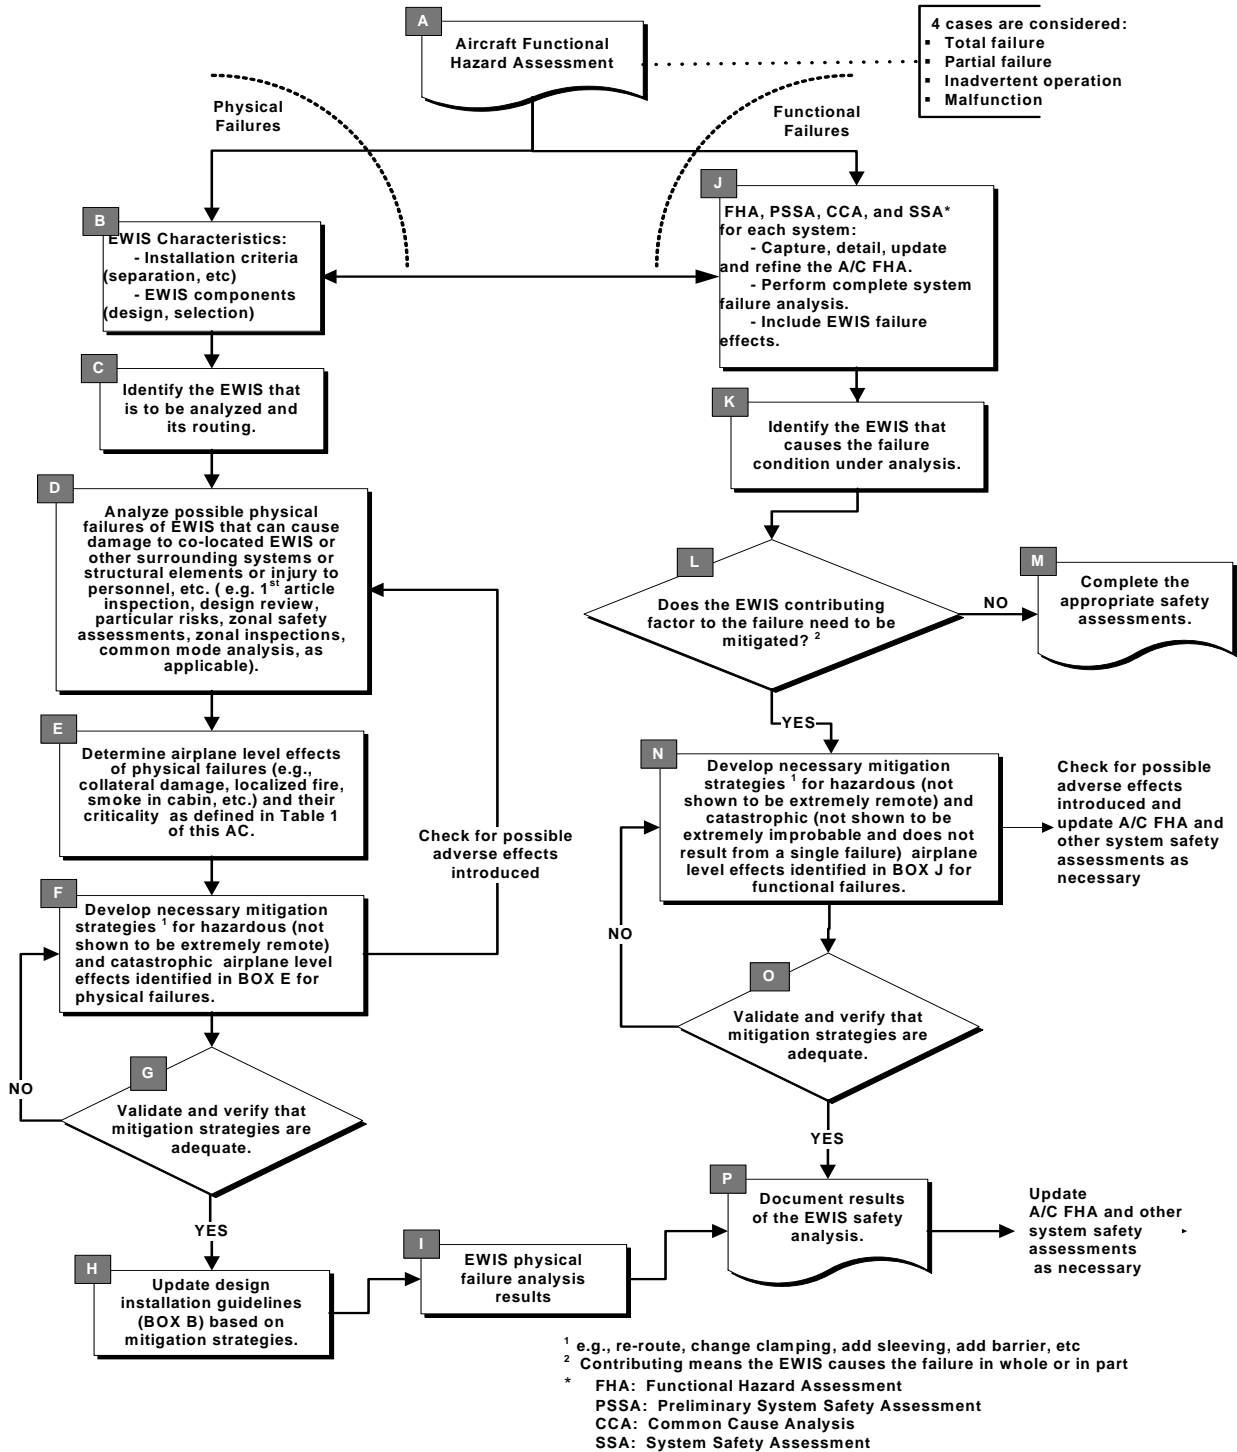 A
Aircraft Functional
Hazard Assessment
4 cases are considered:
▪ Total failure
▪ Partial failure
▪ Inadvertent operation
▪ Malfunction
Physical
Failures
Functional
Failures
B
EWIS Characteristics:
- Installation criteria
(separation, etc)
- EWIS components
(design, selection)
J
FHA, PSSA, CCA, and SSA*
for each system:
- Capture, detail, update
and refine the A/C FHA.
- Perform complete system
failure analysis.
- Include EWIS failure
effects.
C
Identify the EWIS that
is to be analyzed and
its routing.
K
Identify the EWIS that
causes the failure
condition under analysis.
D
Analyze possible physical
failures of EWIS that can cause
damage to co-located EWIS or
other surrounding systems or
structural elements or injury to
personnel, etc. ( e.g. 1st article
inspection, design review,
particular risks, zonal safety
assessments, zonal inspections,
common mode analysis, as
applicable).
L
Does the EWIS contributing
factor to the failure need to be
mitigated? 2
NO
M
Complete the
appropriate safety
assessments.
YES
E
Determine airplane level effects
of physical failures (e.g.,
collateral damage, localized fire,
smoke in cabin, etc.) and their
criticality as defined in Table 1
of this AC.
Check for possible
adverse effects
introduced
N
Develop necessary mitigation
strategies 1 for hazardous (not
shown to be extremely remote) and
catastrophic (not shown to be
extremely improbable and does not
result from a single failure) airplane
level effects identified in BOX J for
functional failures.
Check for possible
adverse effects
introduced and
update A/C FHA and
other system safety
assessments as
necessary
F
Develop necessary mitigation
strategies 1 for hazardous (not
shown to be extremely remote)
and catastrophic airplane level
effects identified in BOX E for
physical failures.
NO
O
Validate and verify that
mitigation strategies are
adequate.
NO
G
Validate and verify that
mitigation strategies are
adequate.
YES
YES
P
Document results
of the EWIS safety
analysis.
Update
A/C FHA and other
system safety
assessments
as necessary
H
Update design
installation guidelines
(BOX B) based on
mitigation strategies.
I
EWIS physical
failure analysis
results
1 e.g., re-route, change clamping, add sleeving, add barrier, etc
2 Contributing means the EWIS causes the failure in whole or in part
* FHA: Functional Hazard Assessment
PSSA: Preliminary System Safety Assessment
CCA: Common Cause Analysis
SSA: System Safety Assessment